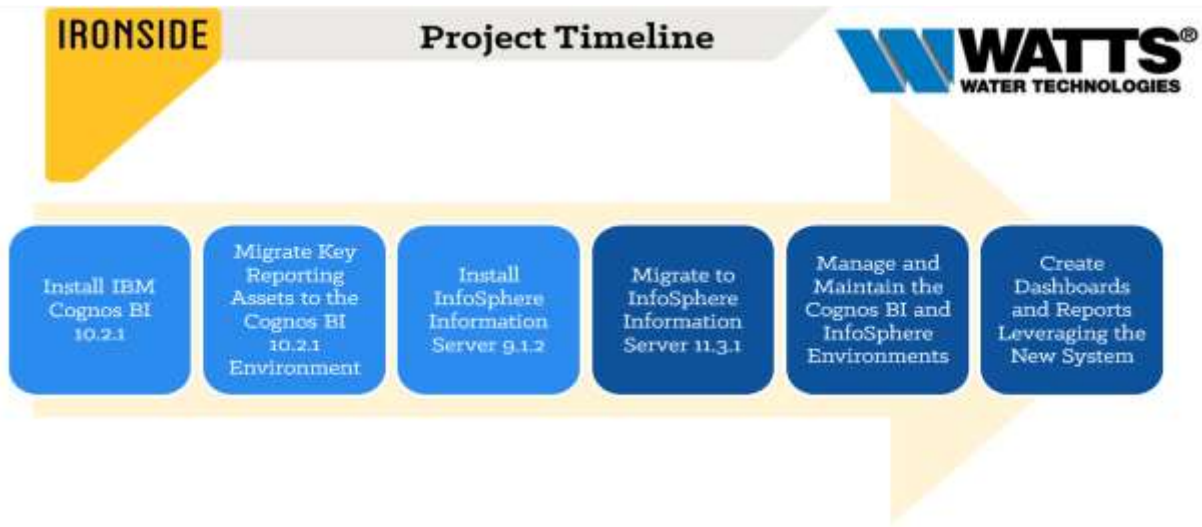 IRONSIDE
Project Timeline
WATTS®
WATER TECHNOLOGIES
Install IBM
Cognos BI
10.2.1
Migrate Key
Reporting
Assets to the
Cognos BI
10.2.1
Environment
Install
InfoSphere
Information
Server 9.1.2
Migrate to
InfoSphere
Information
Server 11.3.1
Manage and
Maintain the
Cognos BI and
InfoSphere
Environments
Create
Dashboards
and Reports
Leveraging the
New System